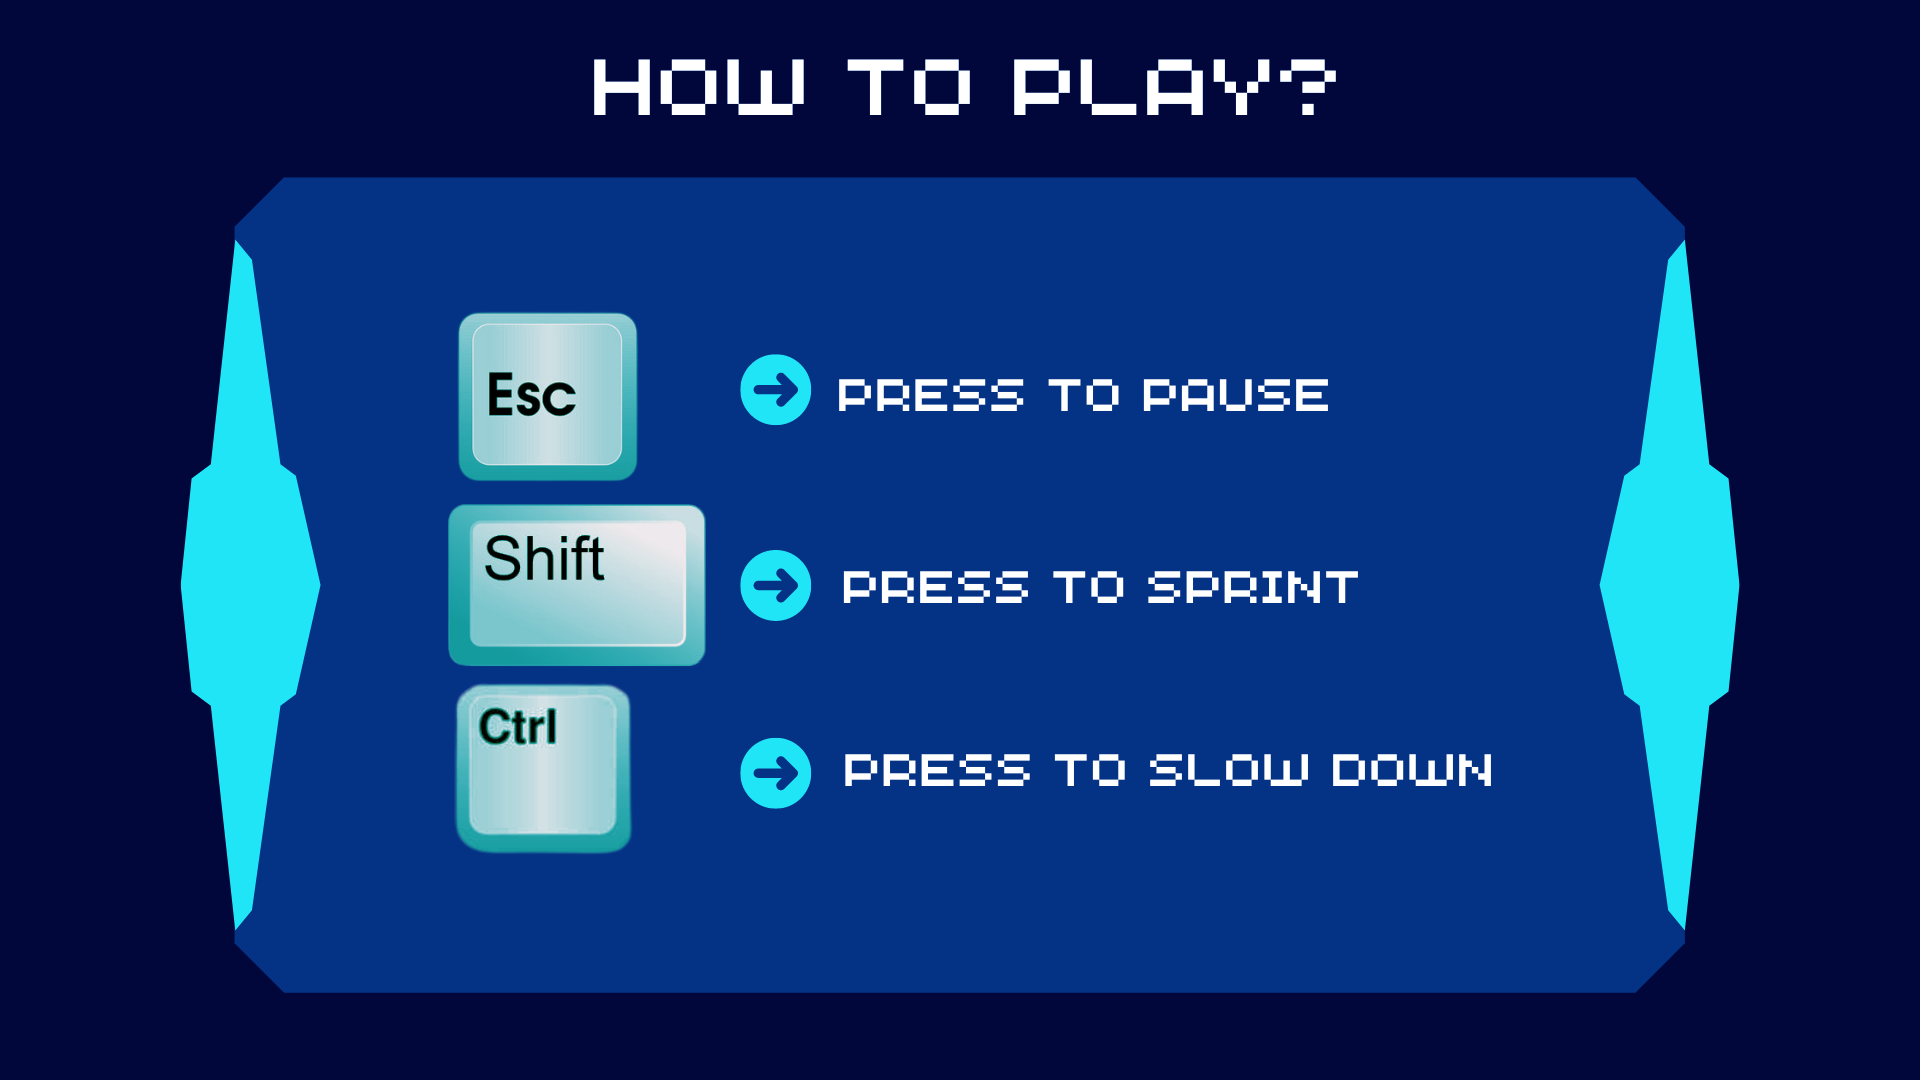 HOW TO PLAY?
Esc
PRESS TO PAUSE
Shift
PRESS TO SPRINT
Ctrl
PRESS TO SLOW DOWN